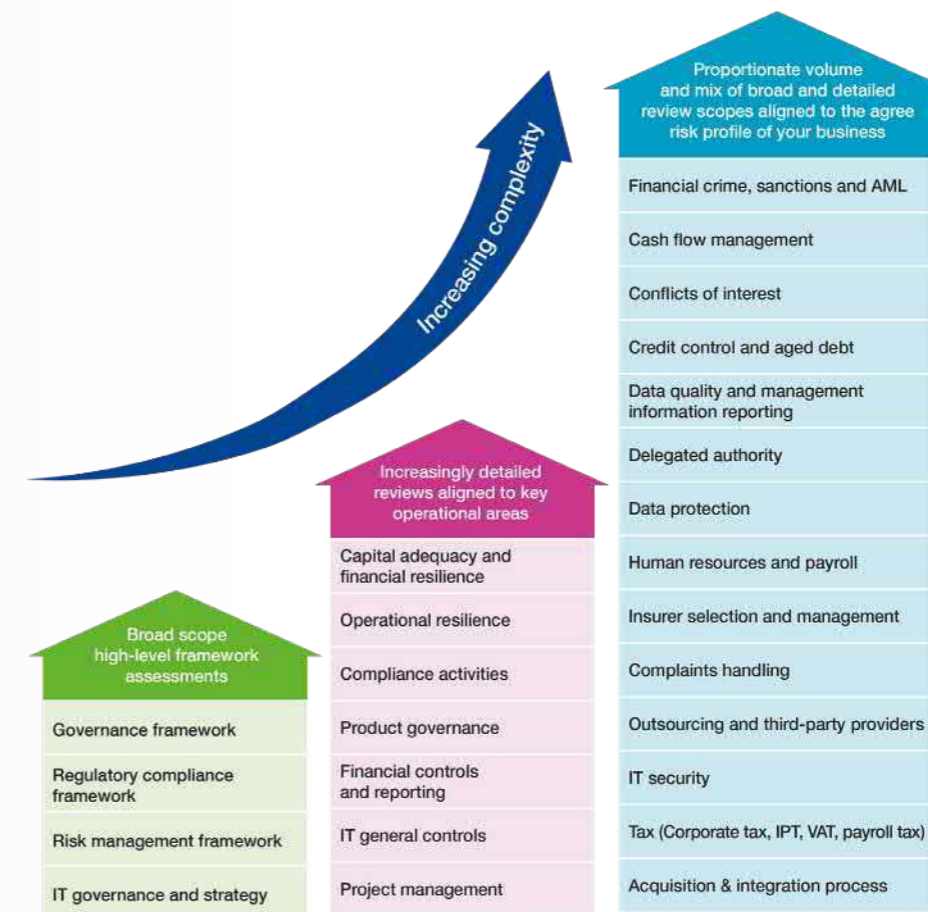 Increasing complexity
Broad scope
high-level framework
assessments
Governance framework
Regulatory compliance
framework
Risk management framework
IT governance and strategy
Increasingly detailed
reviews aligned to key
operational areas
Capital adequacy and
financial resilience
Operational resilience
Compliance activities
Product governance
Financial controls
and reporting
IT general controls
Project management
Proportionate volume
and mix of broad and detailed
review scopes aligned to the agree
risk profile of your business
Financial crime, sanctions and AML
Cash flow management
Conflicts of interest
Credit control and aged debt
Data quality and management
information reporting
Delegated authority
Data protection
Human resources and payroll
Insurer selection and management
Complaints handling
Outsourcing and third-party providers
IT security
Tax (Corporate tax, IPT, VAT, payroll tax)
Acquisition & integration process